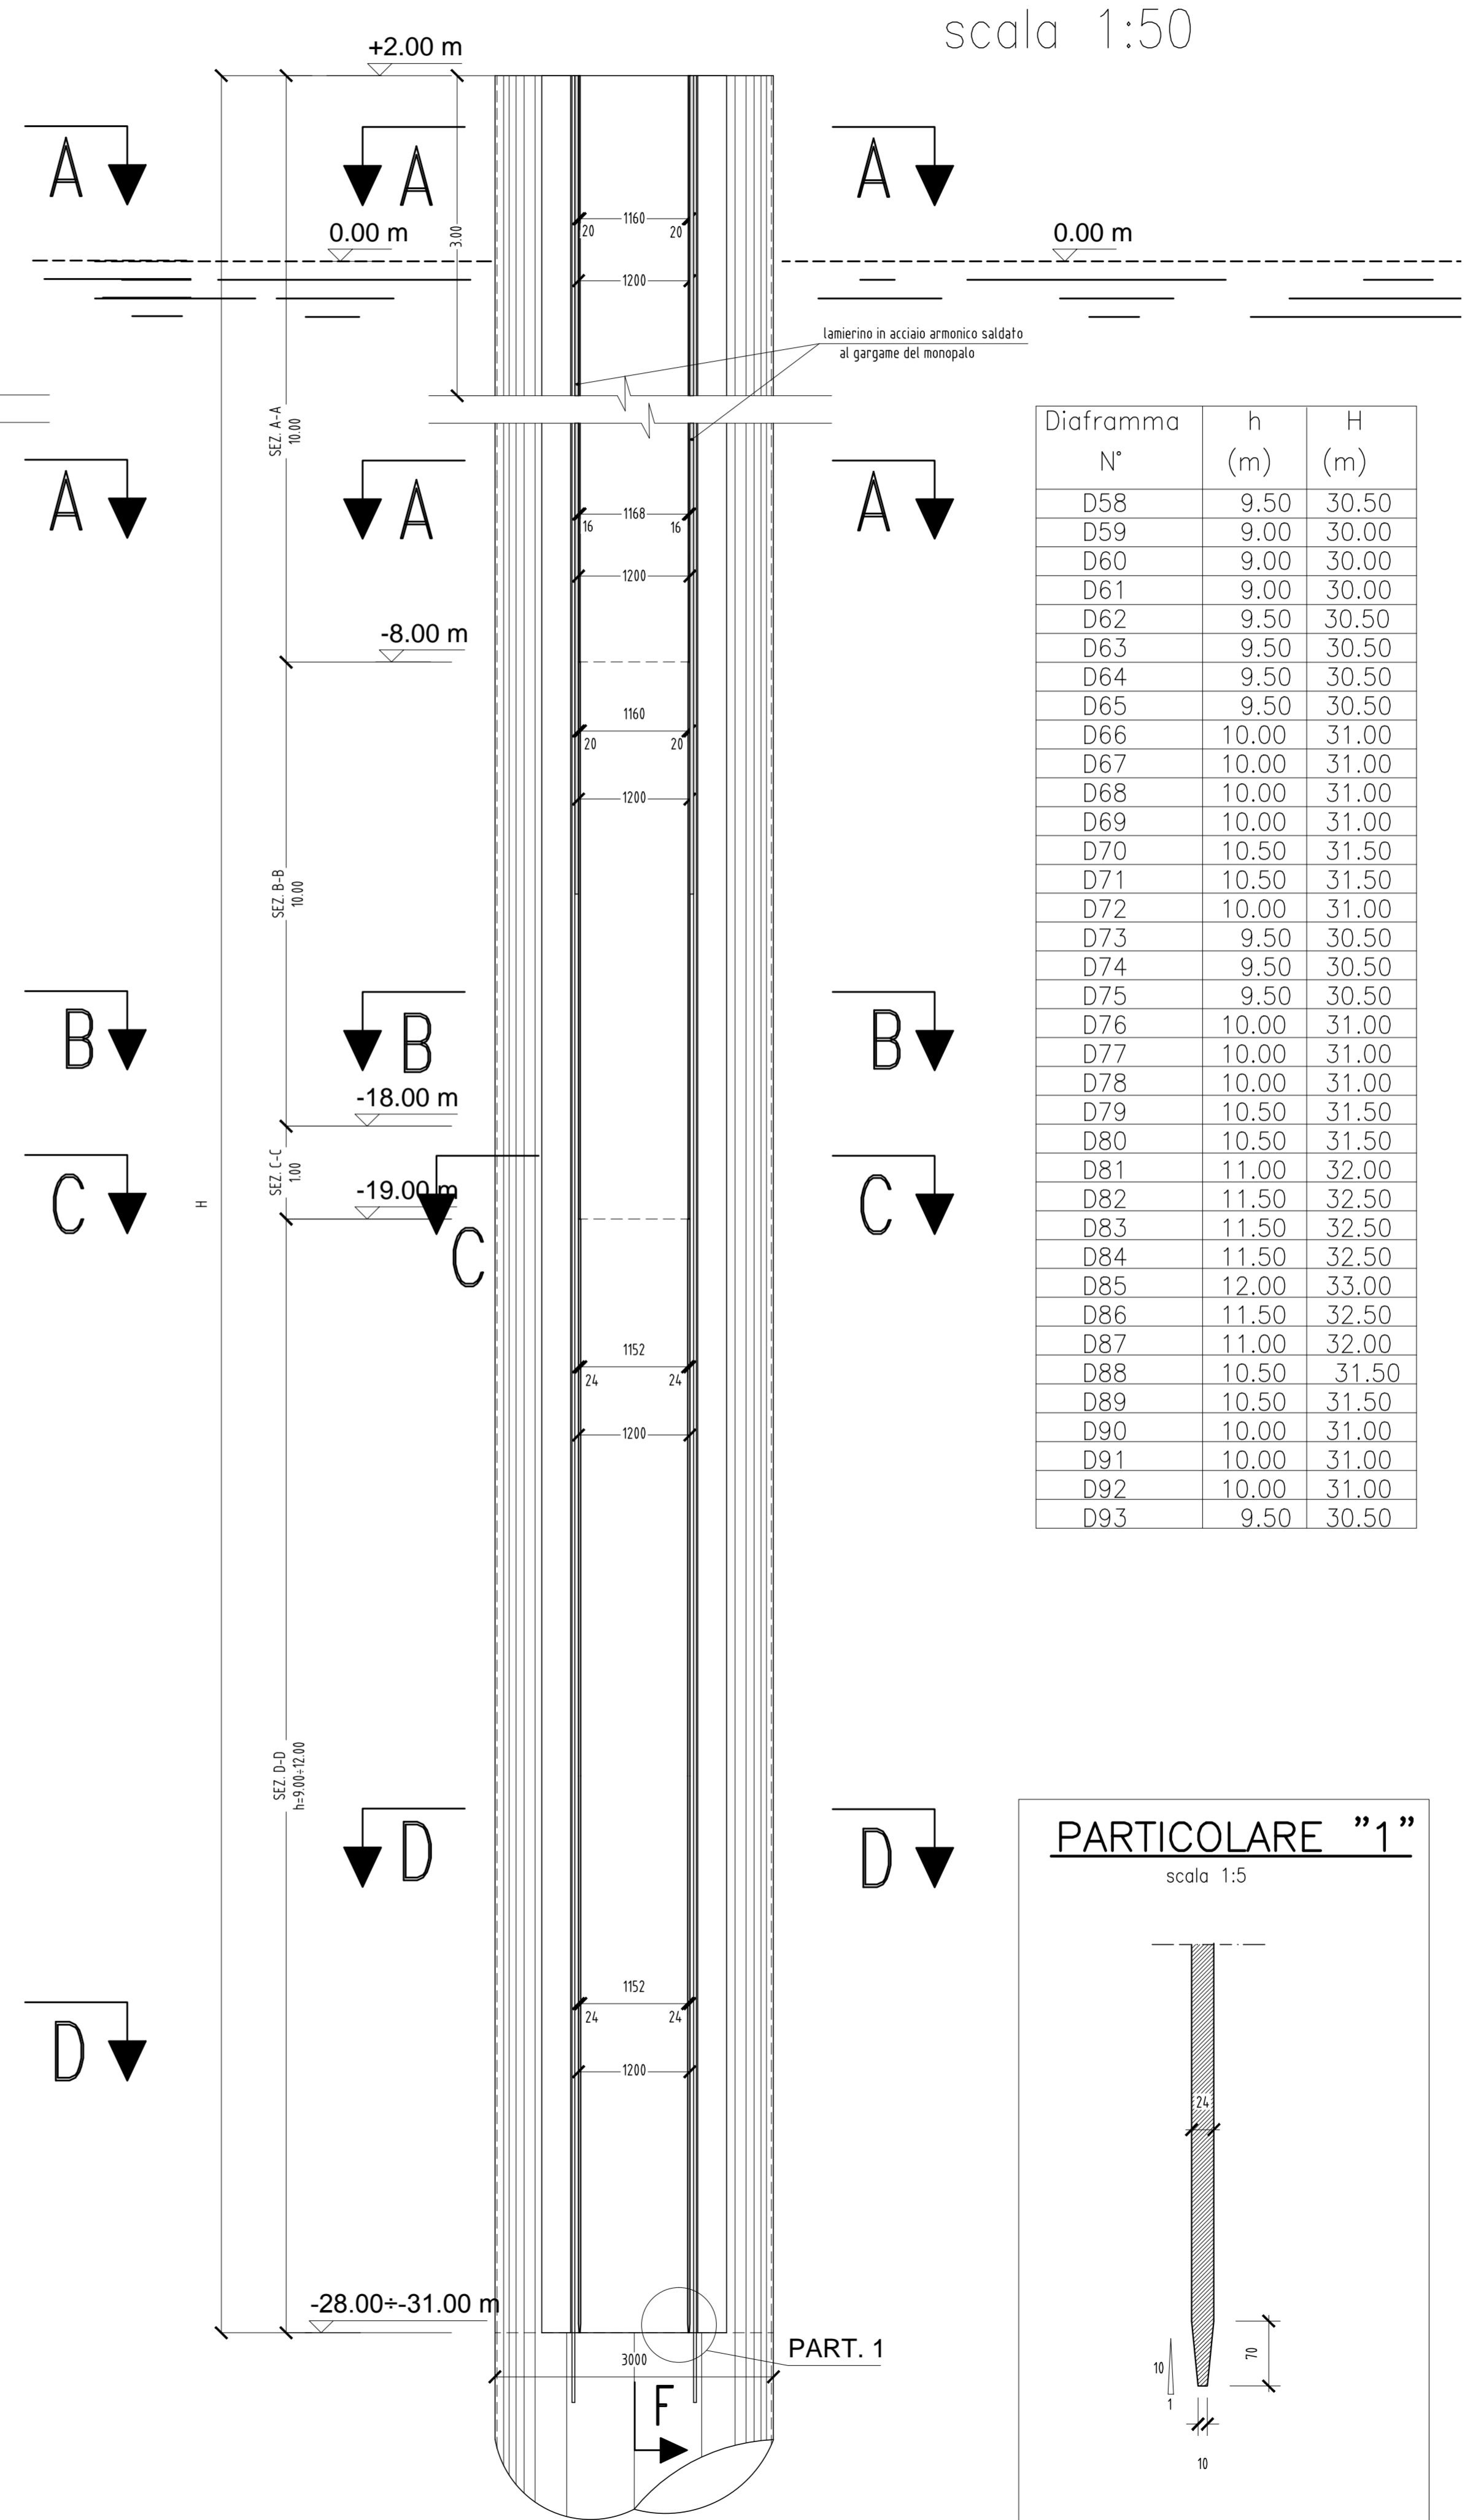 scala 1:50
+2.00 m
A
A
A
3.00
1160
20
20
0.00 m
0.00 m
1200
lamierino in acciaio armonico saldato
al gargame del monopalo
SEZ. A-A
10.00
A
A
A
1168
16
16
1200
-8.00 m
1160
20
20
1200
SEZ. B-B
10.00
B
B
B
-18.00 m
SEZ. C-C
1.00
-19.00 m
C
C
C
H
1152
24
24
1200
SEZ. D-D
h=9.00÷12.00
D
D
D
1152
24
24
1200
-28.00÷-31.00 m
PART. 1
3000
F
Diaframma h H
N° (m) (m)
D58 9.50 30.50
D59 9.00 30.00
D60 9.00 30.00
D61 9.00 30.00
D62 9.50 30.50
D63 9.50 30.50
D64 9.50 30.50
D65 9.50 30.50
D66 10.00 31.00
D67 10.00 31.00
D68 10.00 31.00
D69 10.00 31.00
D70 10.50 31.50
D71 10.50 31.50
D72 10.00 31.00
D73 9.50 30.50
D74 9.50 30.50
D75 9.50 30.50
D76 10.00 31.00
D77 10.00 31.00
D78 10.00 31.00
D79 10.50 31.50
D80 10.50 31.50
D81 11.00 32.00
D82 11.50 32.50
D83 11.50 32.50
D84 11.50 32.50
D85 12.00 33.00
D86 11.50 32.50
D87 11.00 32.00
D88 10.50 31.50
D89 10.50 31.50
D90 10.00 31.00
D91 10.00 31.00
D92 10.00 31.00
D93 9.50 30.50
PARTICOLARE "1"
scala 1:5
24
70
10
1
10